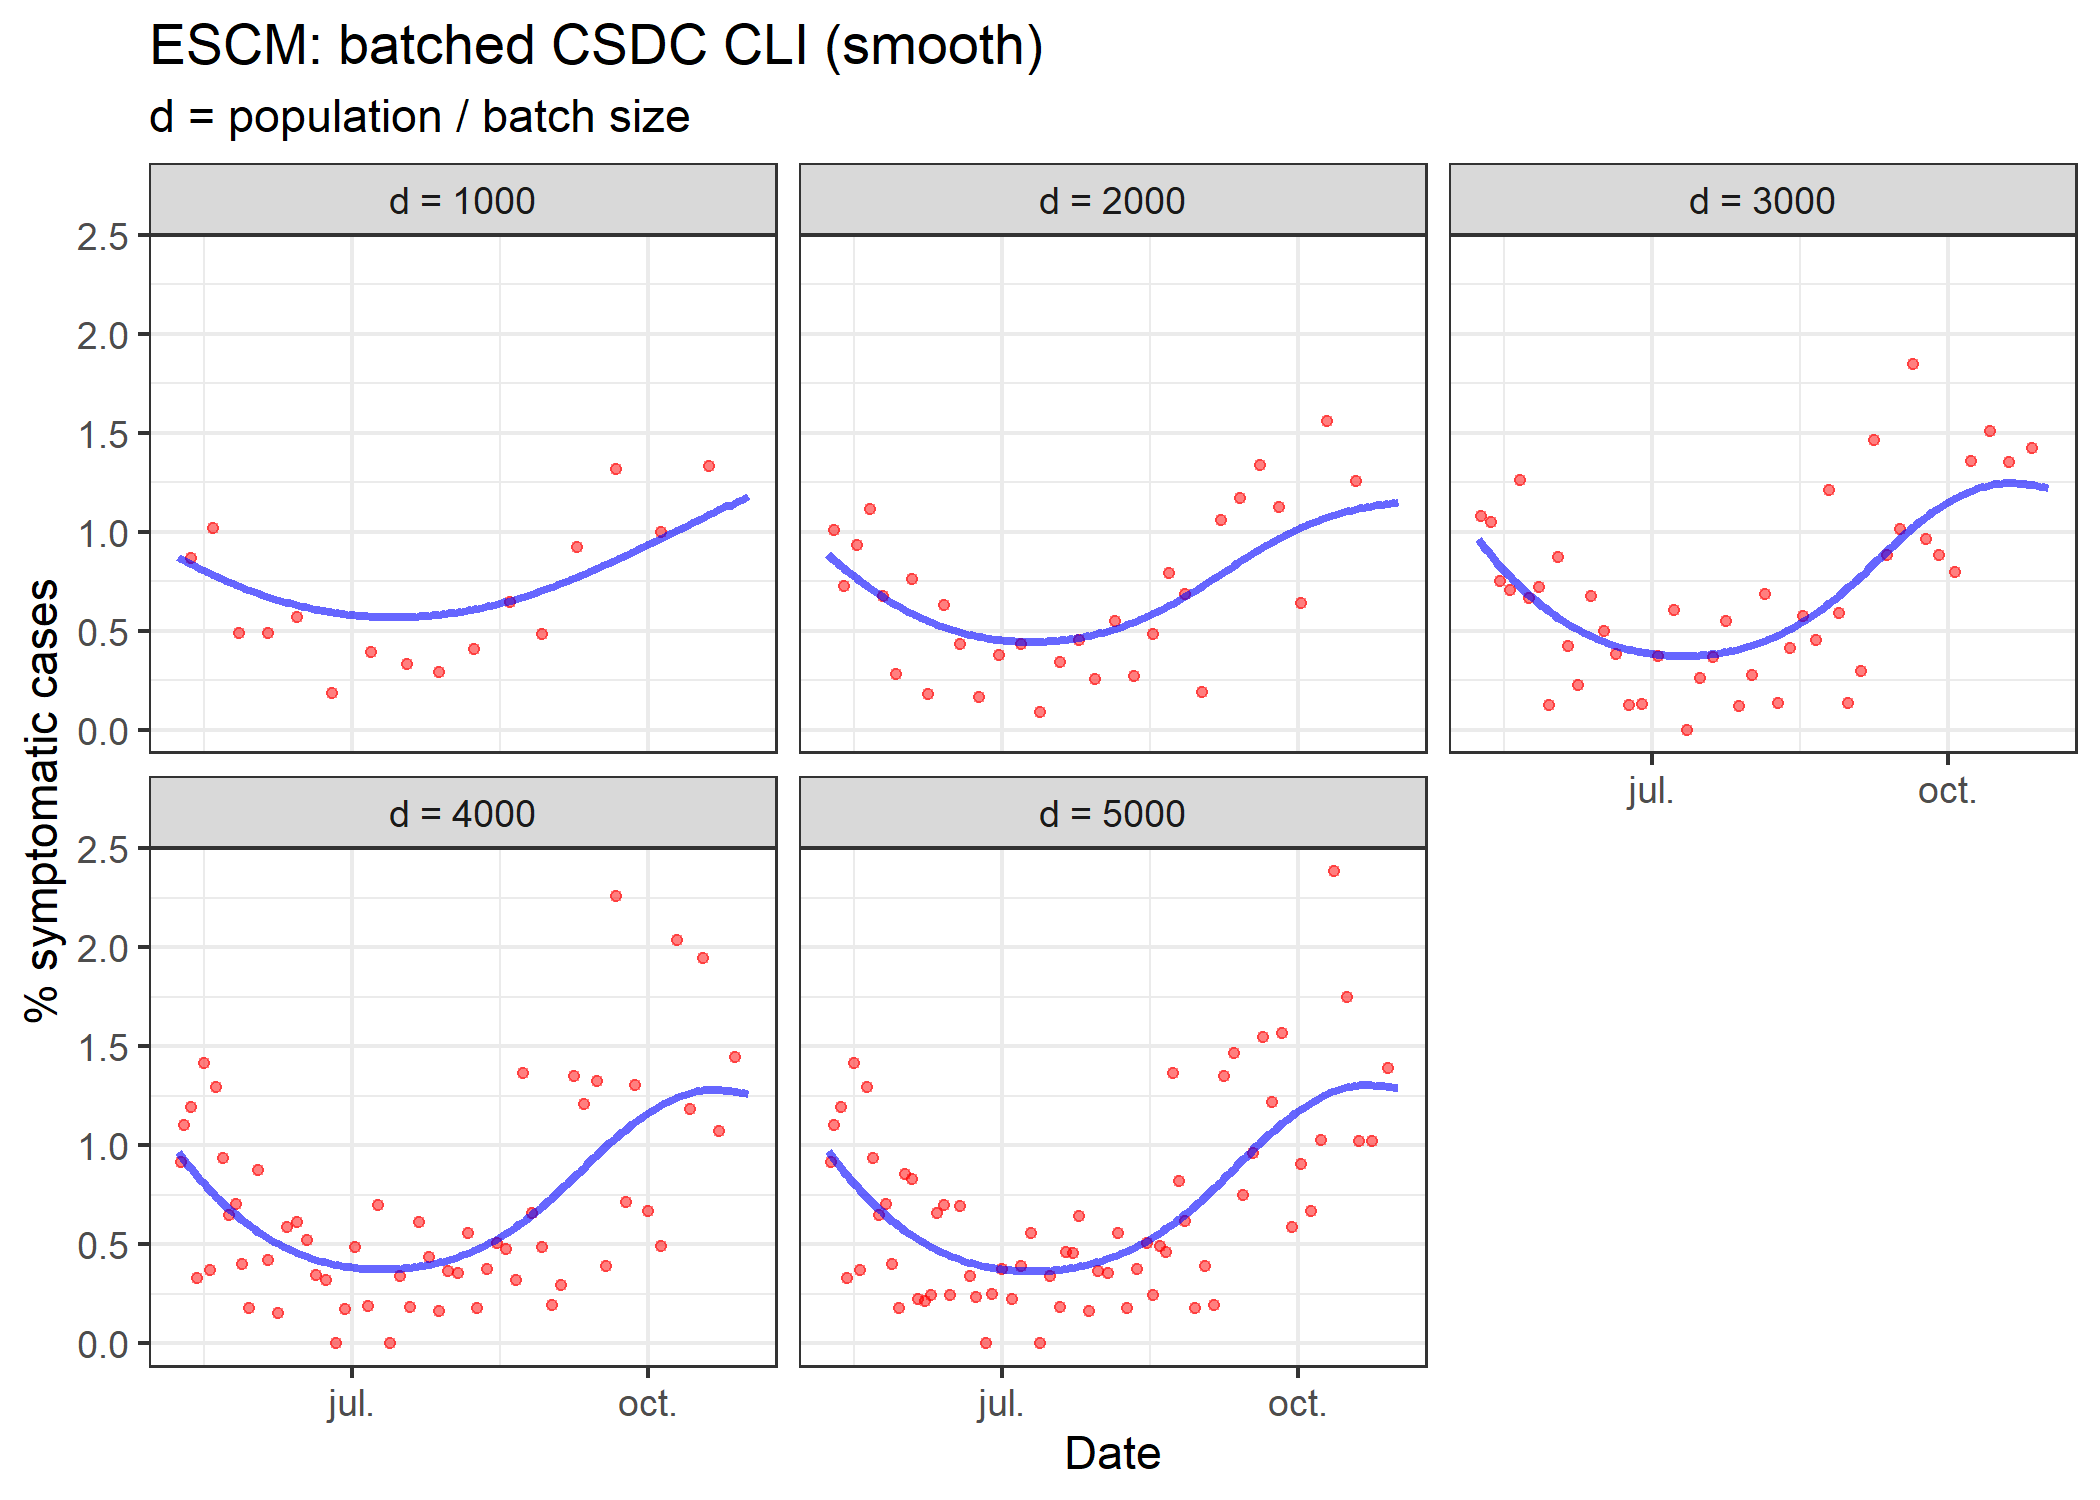 ESCM: batched CSDC CLI (smooth)
d = population / batch size
d = 1000
d = 2000
d = 3000
2.5
2.0
1.5
1.0
0.5
0.0
jul.
oct.
d = 4000
d = 5000
2.5
2.0
1.5
1.0
0.5
0.0
jul.
oct.
jul.
oct.
% symptomatic cases
Date